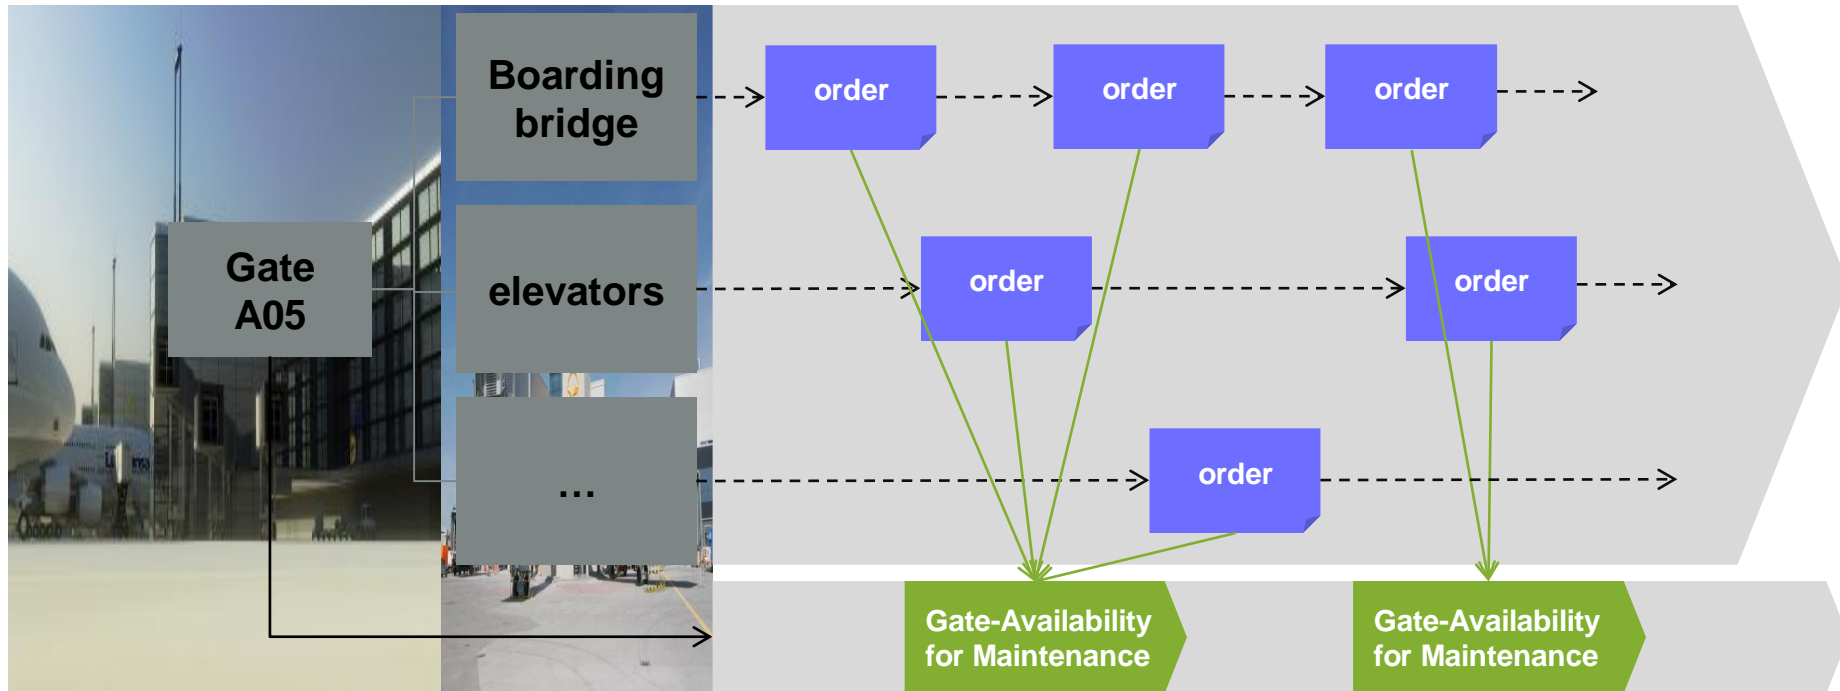 Boarding
bridge
order
order
order
Gate
A05
elevators
order
order
...
order
Gate-Availability
for Maintenance
Gate-Availability
for Maintenance